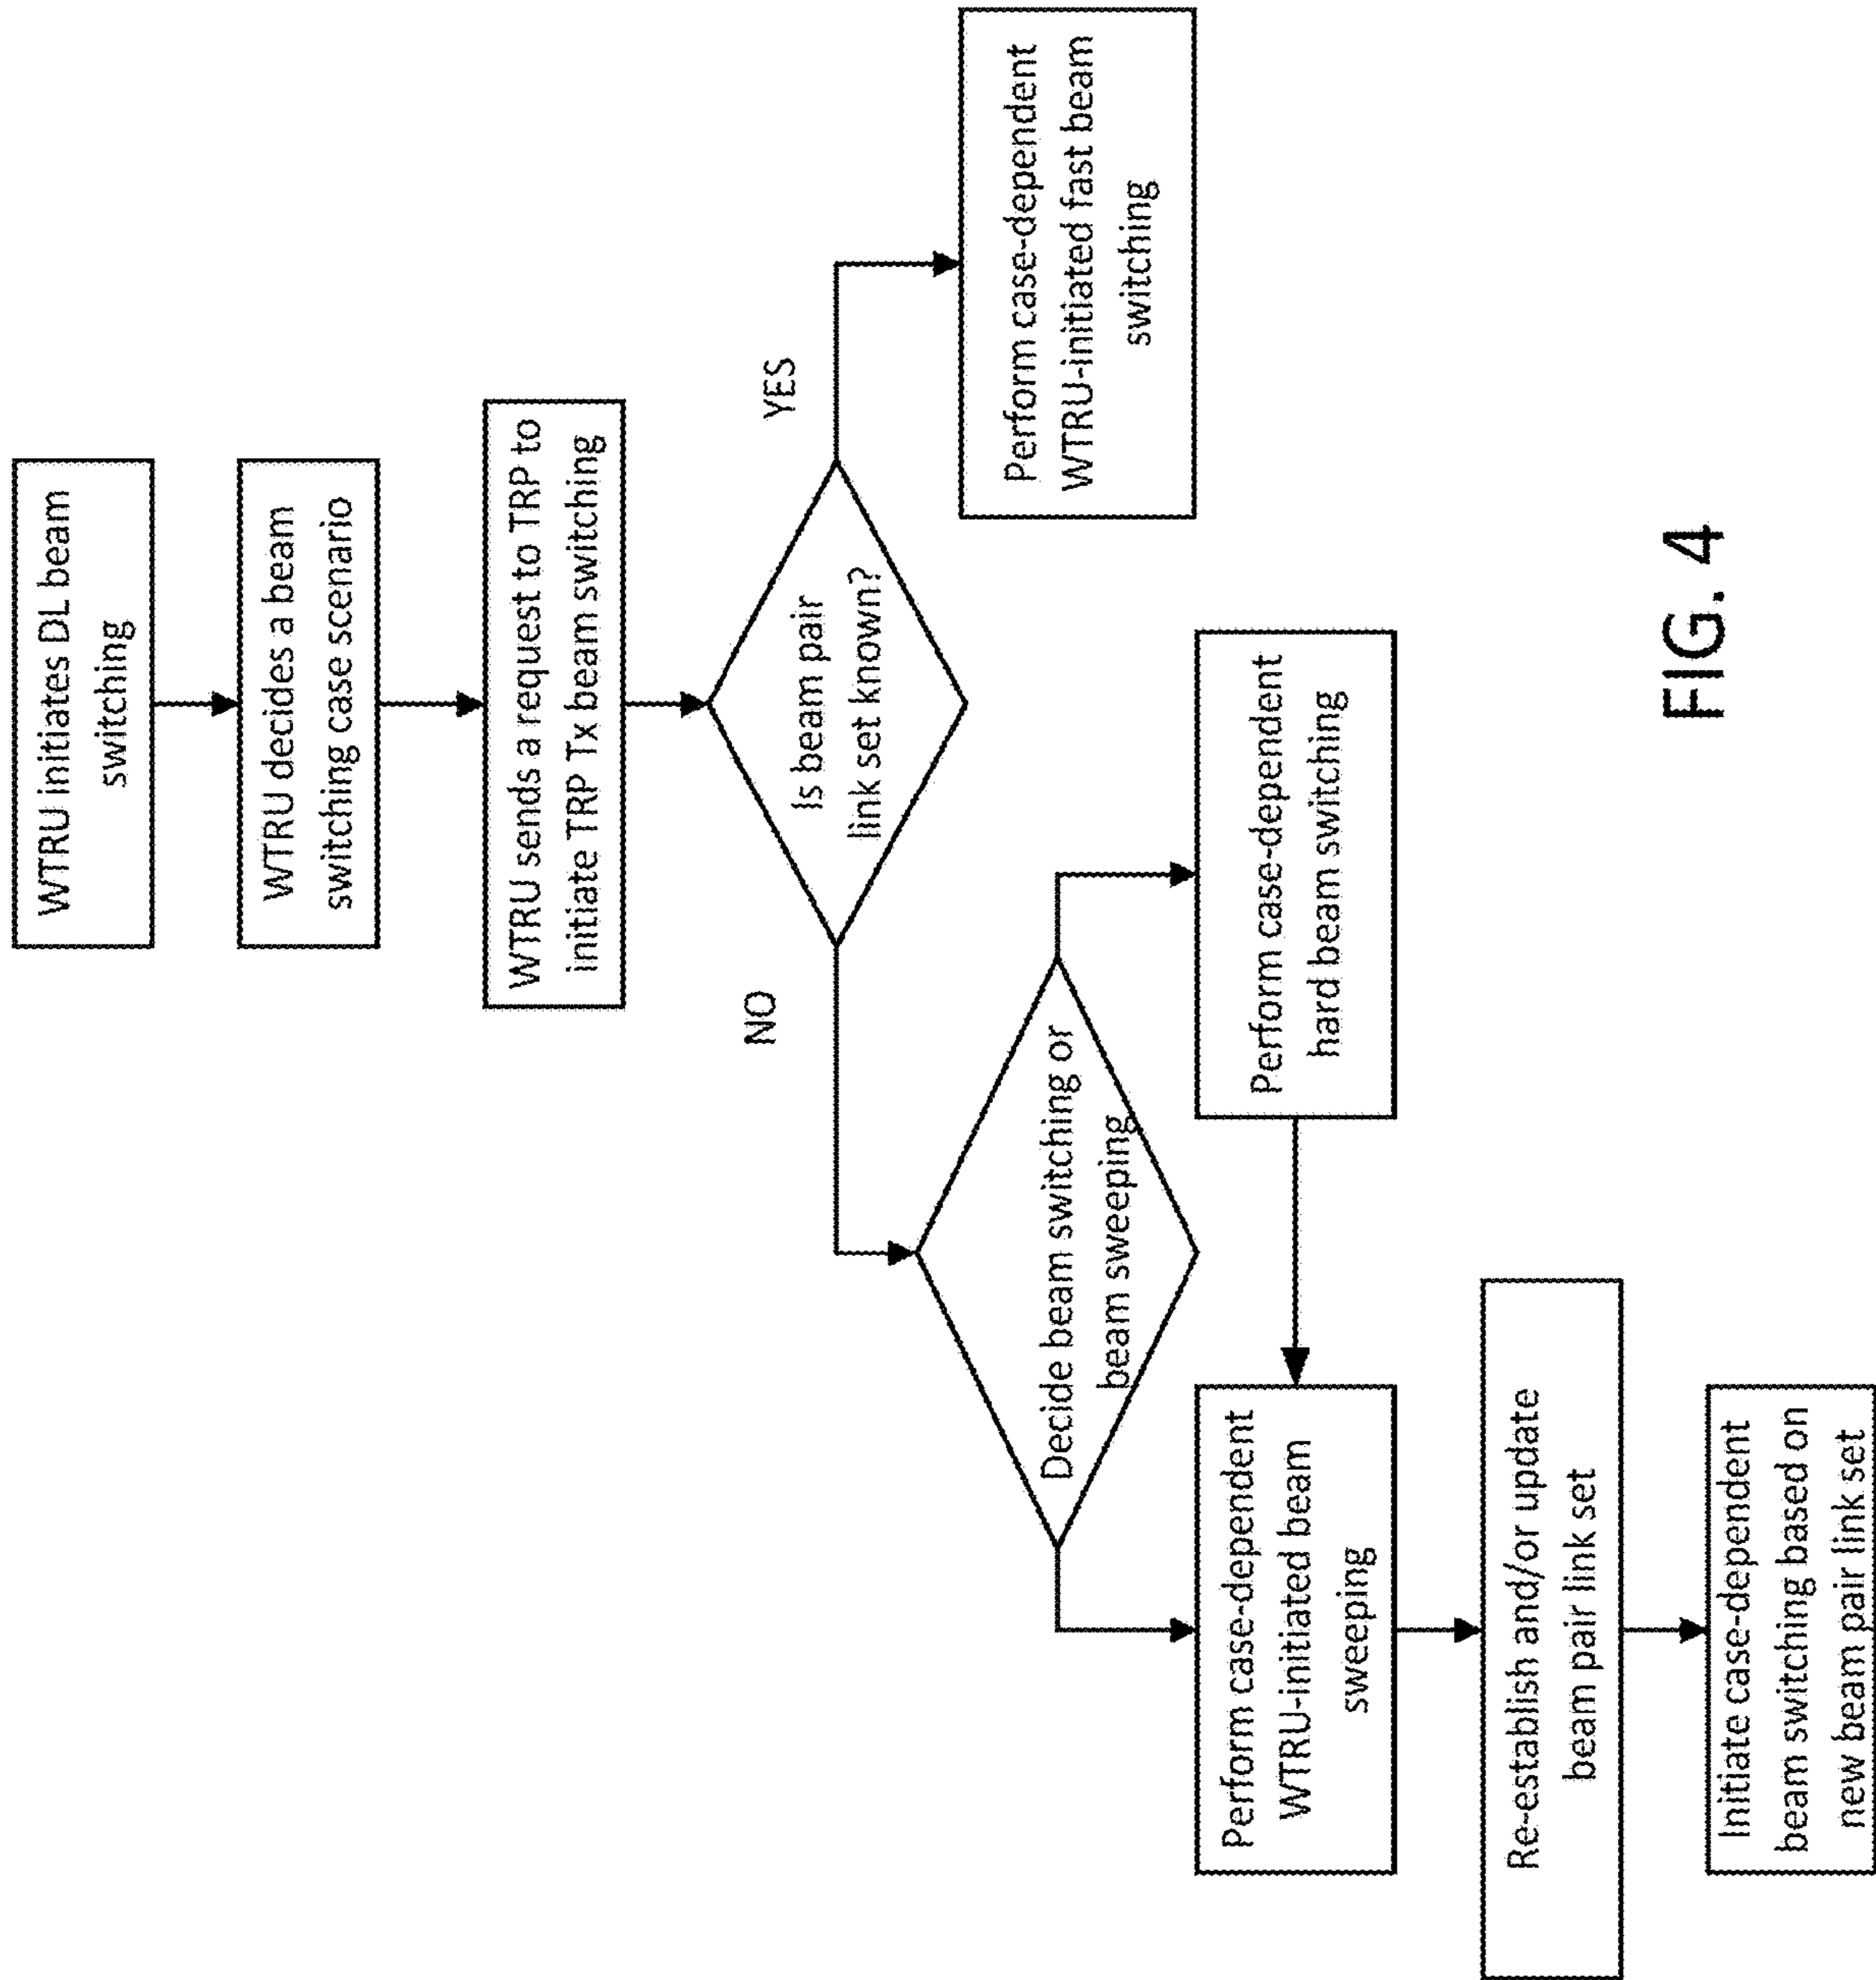 WTRU initiates DL beam
switching
WTRU decides a beam
switching case scenario
WTRU sends a request to TRP to
initiate TRP Tx beam switching
Is beam pair
link set known?
NO
YES
Decide beam switching or
beam sweeping
Perform case-dependent
WTRU-initiated fast beam
switching
Perform case-dependent
WTRU-initiated beam
sweeping
Perform case-dependent
hard beam switching
Re-establish and/or update
beam pair link set
Initiate case-dependent
beam switching based on
new beam pair link set
FIG. 4